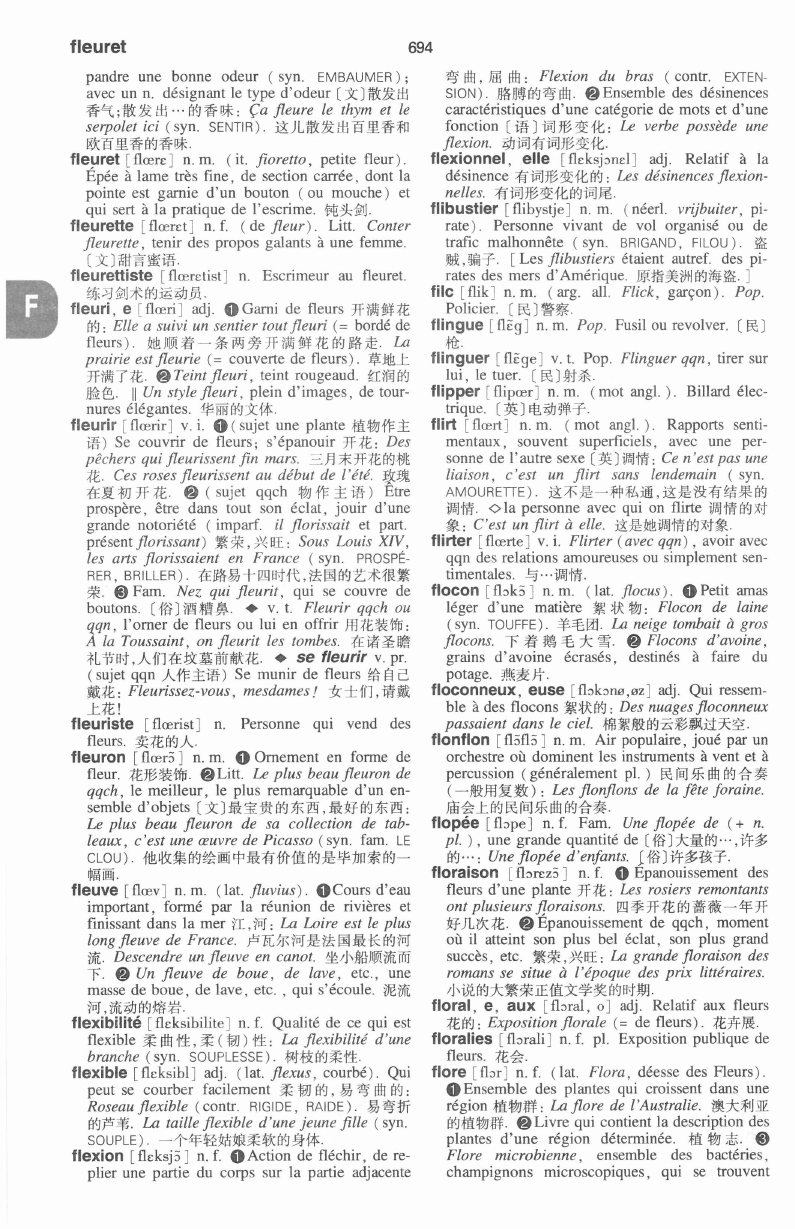 fleuret
694
pandre une bonne odeur ( syn. EMBAUMER) ;
avec un n. désignant le type d'odeur〔文〕散发出
香气;散发出…的香味: Ça fleure le thym et le
serpolet ici ( syn. SENTIR) . 这儿散发出百里香和
欧百里香的香味.
fleuret [ flœrɛ] n. m. ( it. fioretto , petite fleur) .
Épée à lame très fine, de section carrée, dont la
pointe est garnie d'un bouton ( ou mouche) et
qui sert à la pratique de l'escrime. 钝头剑.
fleurette [ flœrɛt] n. f. ( de fleur) . Litt. Conter
fleurette , tenir des propos galants à une femme.
〔文〕甜言蜜语.
fleurettiste [ flœrɛtist] n. Escrimeur au fleuret.
练习剑术的运动员.
F
fleuri, e [ flœri] adj. ❶Garni de fleurs 开满鲜花
的: Elle a suivi un sentier tout fleuri (= bordé de
fleurs) . 她顺着一条两旁开满鲜花的路走. La
prairie est fleurie (= couverte de fleurs) . 草地上
开满了花. ❷Teint fleuri , teint rougeaud. 红润的
脸色. ‖ Un style fleuri , plein d'images, de tour-
nures élégantes. 华丽的文体.
fleurir [ flœrir] v. i. ❶( sujet une plante 植物作主
语) Se couvrir de fleurs; s'épanouir 开花: Des
pêchers qui fleurissent fin mars. 三月末开花的桃
花. Ces roses fleurissent au début de l'été. 玫瑰
在夏初开花. ❷ ( sujet qqch 物作主语) Être
prospère, être dans tout son éclat, jouir d'une
grande notoriété ( imparf. il florissait et part.
présent florissant) 繁荣,兴旺: Sous Louis XIV,
les arts florissaient en France ( syn. PROSPÉ-
RER, BRILLER) . 在路易十四时代,法国的艺术很繁
荣. ❸ Fam. Nez qui fleurit, qui se couvre de
boutons. 〔俗〕酒糟鼻. ◆ v. t. Fleurir qqch ou
qqn , l'orner de fleurs ou lui en offrir 用花装饰:
À la Toussaint, on fleurit les tombes. 在诸圣瞻
礼节时,人们在坟墓前献花. ◆ se fleurir v. pr.
( sujet qqn 人作主语) Se munir de fleurs 给自己
戴花: Fleurissez-vous, mesdames ! 女士们,请戴
上花!
fleuriste [ flœrist] n. Personne qui vend des
fleurs. 卖花的人.
fleuron [ flœrɔ̃] n. m. ❶ Ornement en forme de
fleur. 花形装饰. ❷Litt. Le plus beau fleuron de
qqch, le meilleur, le plus remarquable d'un en-
semble d'objets〔文〕最宝贵的东西,最好的东西:
Le plus beau fleuron de sa collection de tab-
leaux, c'est une œuvre de Picasso ( syn. fam. LE
CLOU) . 他收集的绘画中最有价值的是毕加索的一
幅画.
fleuve [ flœv] n. m. ( lat. fluvius) . ❶Cours d'eau
important, formé par la réunion de rivières et
finissant dans la mer 江,河: La Loire est le plus
long fleuve de France. 卢瓦尔河是法国最长的河
流. Descendre un fleuve en canot. 坐小船顺流而
下. ❷ Un fleuve de boue, de lave, etc., une
masse de boue, de lave, etc. , qui s'écoule. 泥流
河,流动的熔岩.
flexibilité [ flɛksibilite] n. f. Qualité de ce qui est
flexible 柔曲性,柔(韧)性: La flexibilité d'une
branche ( syn. SOUPLESSE) . 树枝的柔性.
flexible [ flɛksibl] adj. ( lat. flexus, courbé) . Qui
peut se courber facilement 柔韧的,易弯曲的:
Roseau flexible ( contr. RIGIDE, RAIDE) . 易弯折
的芦苇. La taille flexible d'une jeune fille ( syn.
SOUPLE) . 一个年轻姑娘柔软的身体.
flexion [ flɛksjɔ̃] n. f. ❶Action de fléchir, de re-
plier une partie du corps sur la partie adjacente
弯曲,屈曲: Flexion du bras ( contr. EXTEN-
SION) . 胳膊的弯曲. ❷Ensemble des désinences
caractéristiques d'une catégorie de mots et d'une
fonction〔语〕词形变化: Le verbe possède une
flexion. 动词有词形变化.
flexionnel, elle [ flɛksjɔnɛl] adj. Relatif à la
désinence 有词形变化的: Les désinences flexion-
nelles. 有词形变化的词尾.
flibustier [ flibystje] n. m. ( néerl. vrijbuiter, pi-
rate) . Personne vivant de vol organisé ou de
trafic malhonnête ( syn. BRIGAND, FILOU) . 盗
贼,骗子. [ Les flibustiers étaient autref. des pi-
rates des mers d'Amérique. 原指美洲的海盗. ]
filc [ flik] n. m. ( arg. all. Flick, garçon) . Pop.
Policier. 〔民〕警察.
flingue [ flɛ̃g] n. m. Pop. Fusil ou revolver. 〔民〕
枪.
flinguer [ flɛ̃ge] v. t. Pop. Flinguer qqn, tirer sur
lui, le tuer. 〔民〕射杀.
flipper [ flipœr] n. m. ( mot angl. ) . Billard élec-
trique. 〔英〕电动弹子.
flirt [ flœrt] n. m. ( mot angl. ) . Rapports senti-
mentaux, souvent superficiels, avec une per-
sonne de l'autre sexe〔英〕调情: Ce n'est pas une
liaison, c'est un flirt sans lendemain ( syn.
AMOURETTE) . 这不是一种私通,这是没有结果的
调情. ◇la personne avec qui on flirte 调情的对
象: C'est un flirt à elle. 这是她调情的对象.
flirter [ flœrte] v. i. Flirter ( avec qqn) , avoir avec
qqn des relations amoureuses ou simplement sen-
timentales. 与…调情.
flocon [ flɔkɔ̃] n. m. ( lat. flocus) . ❶Petit amas
léger d'une matière 絮状物: Flocon de laine
( syn. TOUFFE) . 羊毛团. La neige tombait à gros
flocons. 下着鹅毛大雪. ❷ Flocons d'avoine,
grains d'avoine écrasés, destinés à faire du
potage. 燕麦片.
floconneux, euse [ flɔkɔnø,øz] adj. Qui ressem-
ble à des flocons 絮状的: Des nuages floconneux
passaient dans le ciel. 棉絮般的云彩飘过天空.
flonflon [ flɔ̃flɔ̃] n. m. Air populaire, joué par un
orchestre où dominent les instruments à vent et à
percussion ( généralement pl. ) 民间乐曲的合奏
(一般用复数): Les flonflons de la fête foraine.
庙会上的民间乐曲的合奏.
flopée [ flɔpe] n. f. Fam. Une flopée de ( + n.
pl. ) , une grande quantité de〔俗〕大量的…,许多
的…: Une flopée d'enfants. 〔俗〕许多孩子.
floraison [ flɔrɛzɔ̃] n. f. ❶ Épanouissement des
fleurs d'une plante 开花: Les rosiers remontants
ont plusieurs floraisons. 四季开花的蔷薇一年开
好几次花. ❷Épanouissement de qqch, moment
où il atteint son plus bel éclat, son plus grand
succès, etc. 繁荣,兴旺: La grande floraison des
romans se situe à l'époque des prix littéraires.
小说的大繁荣正值文学奖的时期.
floral, e, aux [ flɔral, o] adj. Relatif aux fleurs
花的: Exposition florale (= de fleurs) . 花卉展.
floralies [ flɔrali] n. f. pl. Exposition publique de
fleurs. 花会.
flore [ flɔr] n. f. ( lat. Flora, déesse des Fleurs) .
❶Ensemble des plantes qui croissent dans une
région 植物群: La flore de l'Australie. 澳大利亚
的植物群. ❷Livre qui contient la description des
plantes d'une région déterminée. 植物志. ❸
Flore microbienne, ensemble des bactéries,
champignons microscopiques, qui se trouvent